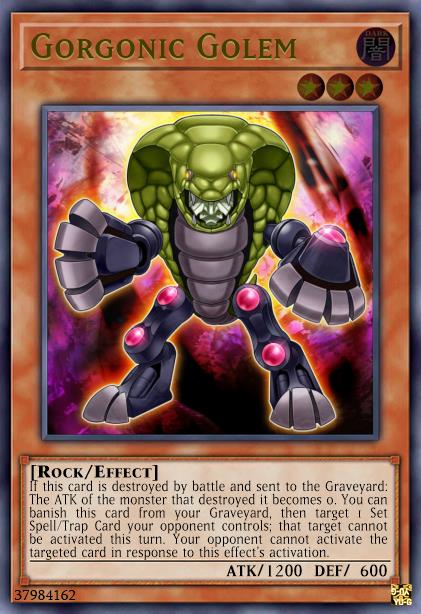 GORGONIC GOLEM
DARK
闇
[ROCK/EFFECT]
If this card is destroyed by battle and sent to the Graveyard:
The ATK of the monster that destroyed it becomes 0. You can
banish this card from your Graveyard, then target 1 Set
Spell/Trap Card your opponent controls; that target cannot
be activated this turn. Your opponent cannot activate the
targeted card in response to this effect's activation.
ATK/1200 DEF/ 600
37984162